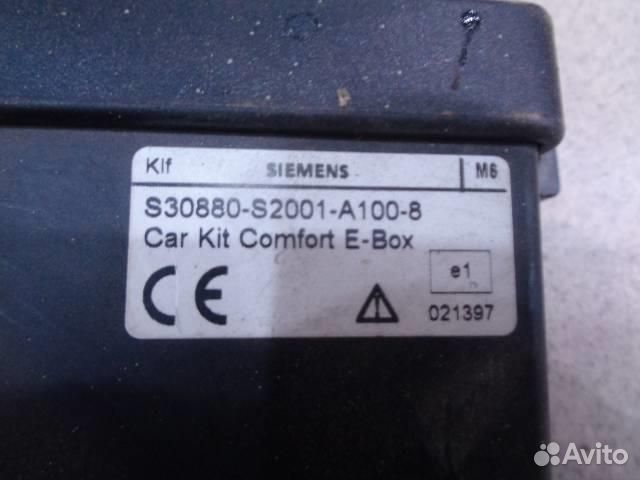 Klf SIEMENS M6
S30880-S2001-A100-8
Car Kit Comfort E-Box
CE e1
021397
Avito